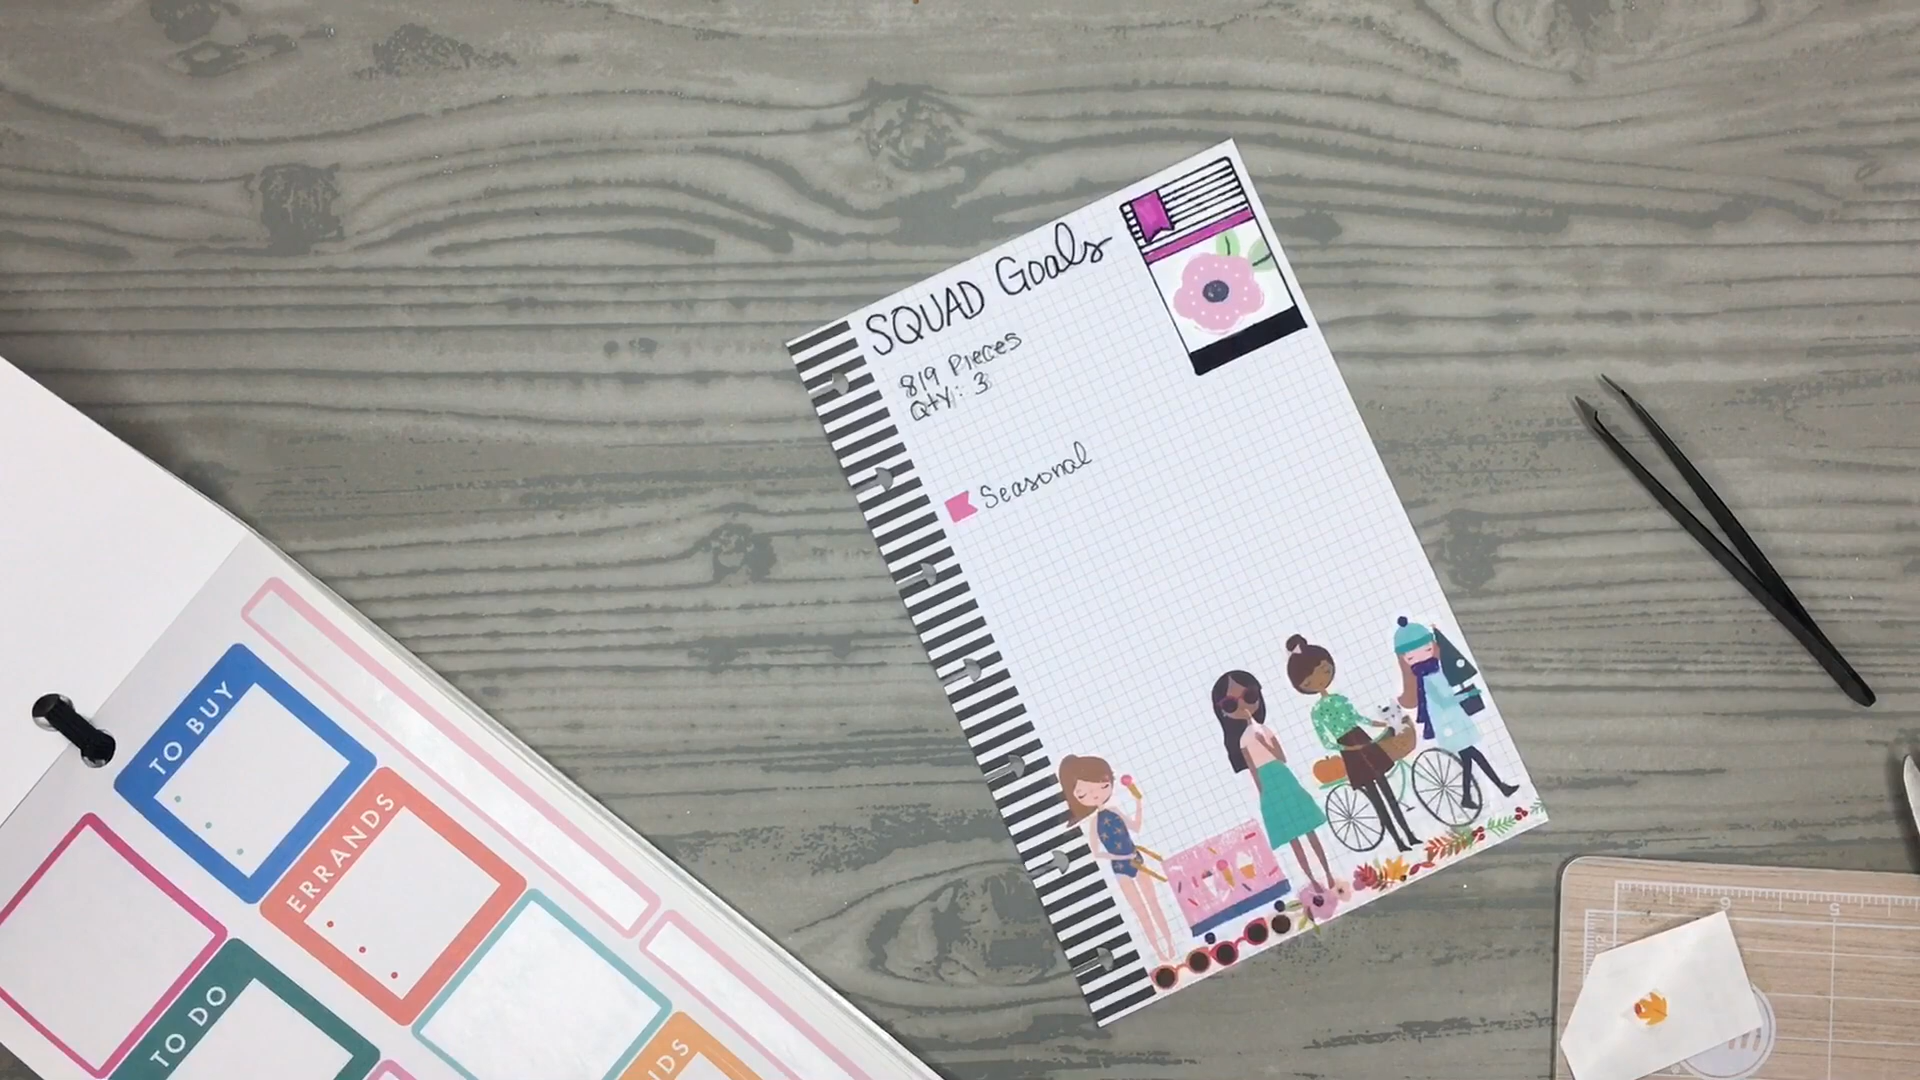 SQUAD Goals
819 Pieces
QTY: 3
Seasonal
TO BUY
ERRANDS
TO DO